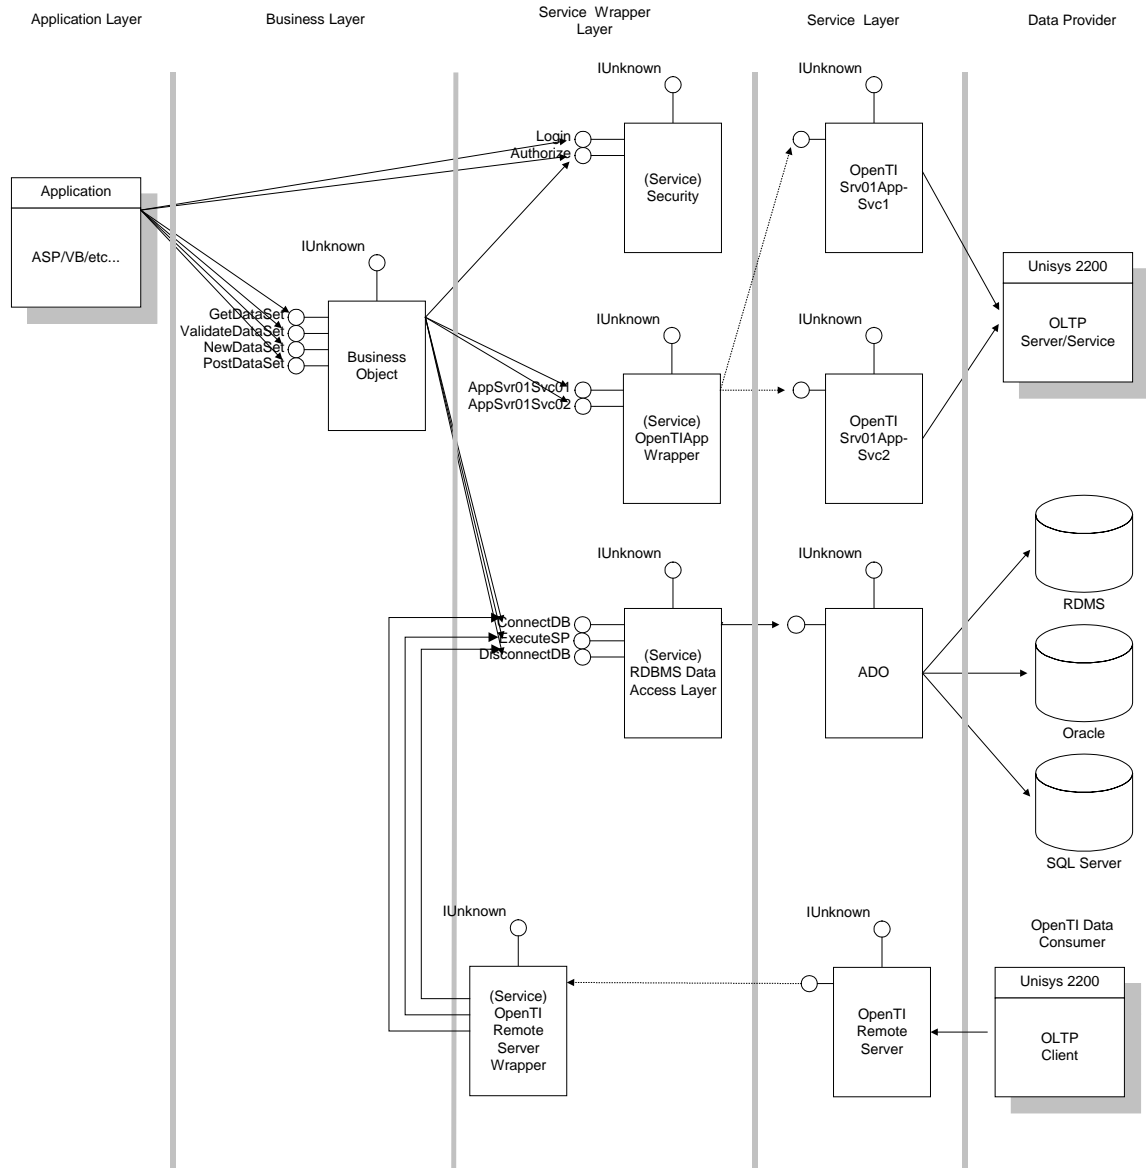 Application Layer
Business Layer
Service Wrapper
Layer
Service Layer
Data Provider
IUnknown
IUnknown
Login
Authorize
(Service)
Security
OpenTI
Srv01App-
Svc1
Application
ASP/VB/etc...
IUnknown
GetDataSet
ValidateDataSet
NewDataSet
PostDataSet
Business
Object
Unisys 2200
OLTP
Server/Service
IUnknown
IUnknown
AppSvr01Svc01
AppSvr01Svc02
(Service)
OpenTIApp
Wrapper
OpenTI
Srv01App-
Svc2
IUnknown
IUnknown
ConnectDB
ExecuteSP
DisconnectDB
(Service)
RDBMS Data
Access Layer
ADO
RDMS
Oracle
SQL Server
IUnknown
IUnknown
OpenTI Data
Consumer
(Service)
OpenTI
Remote
Server
Wrapper
OpenTI
Remote
Server
Unisys 2200
OLTP
Client